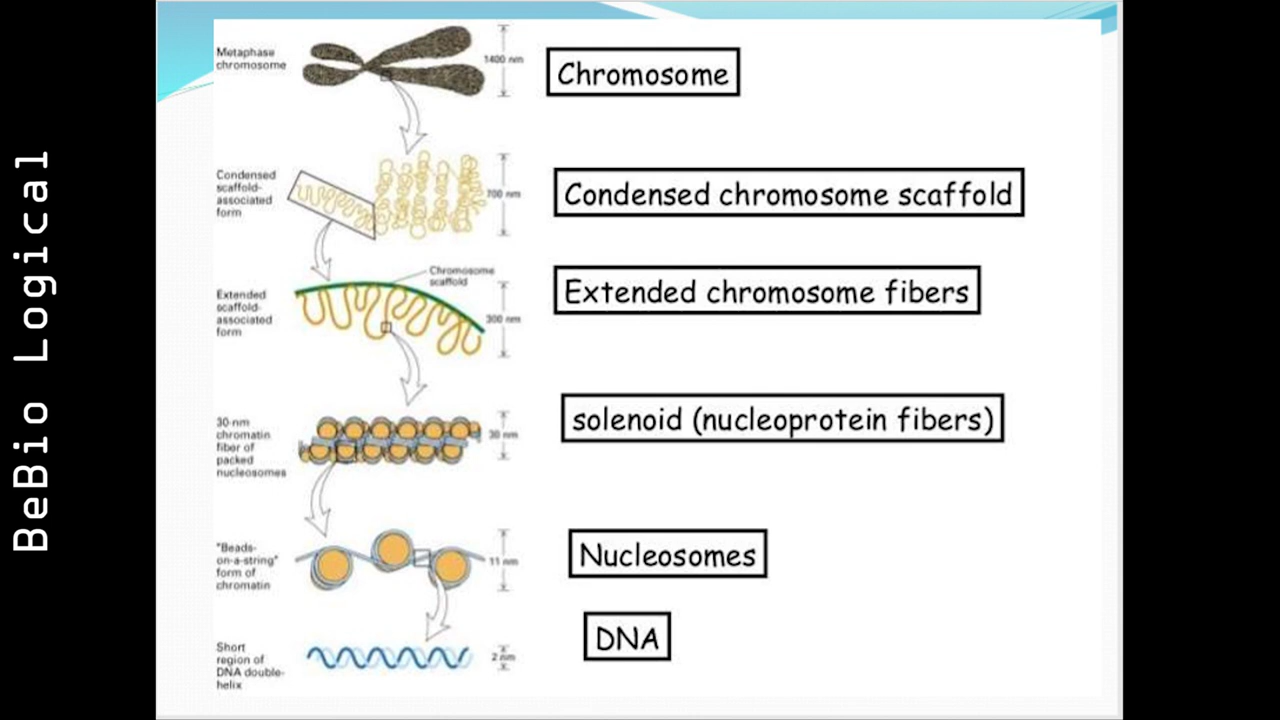 BeBio Logical
Metaphase
chromosome
1400 nm
Chromosome
Condensed
scaffold-
associated
form
700 nm
Condensed chromosome scaffold
Chromosome
scaffold
Extended
scaffold-
associated
form
300 nm
Extended chromosome fibers
30-nm
chromatin
fiber of
packed
nucleosomes
30 nm
solenoid (nucleoprotein fibers)
"Beads-
on-a-string"
form of
chromatin
11 nm
Nucleosomes
Short
region of
DNA double-
helix
2 nm
DNA